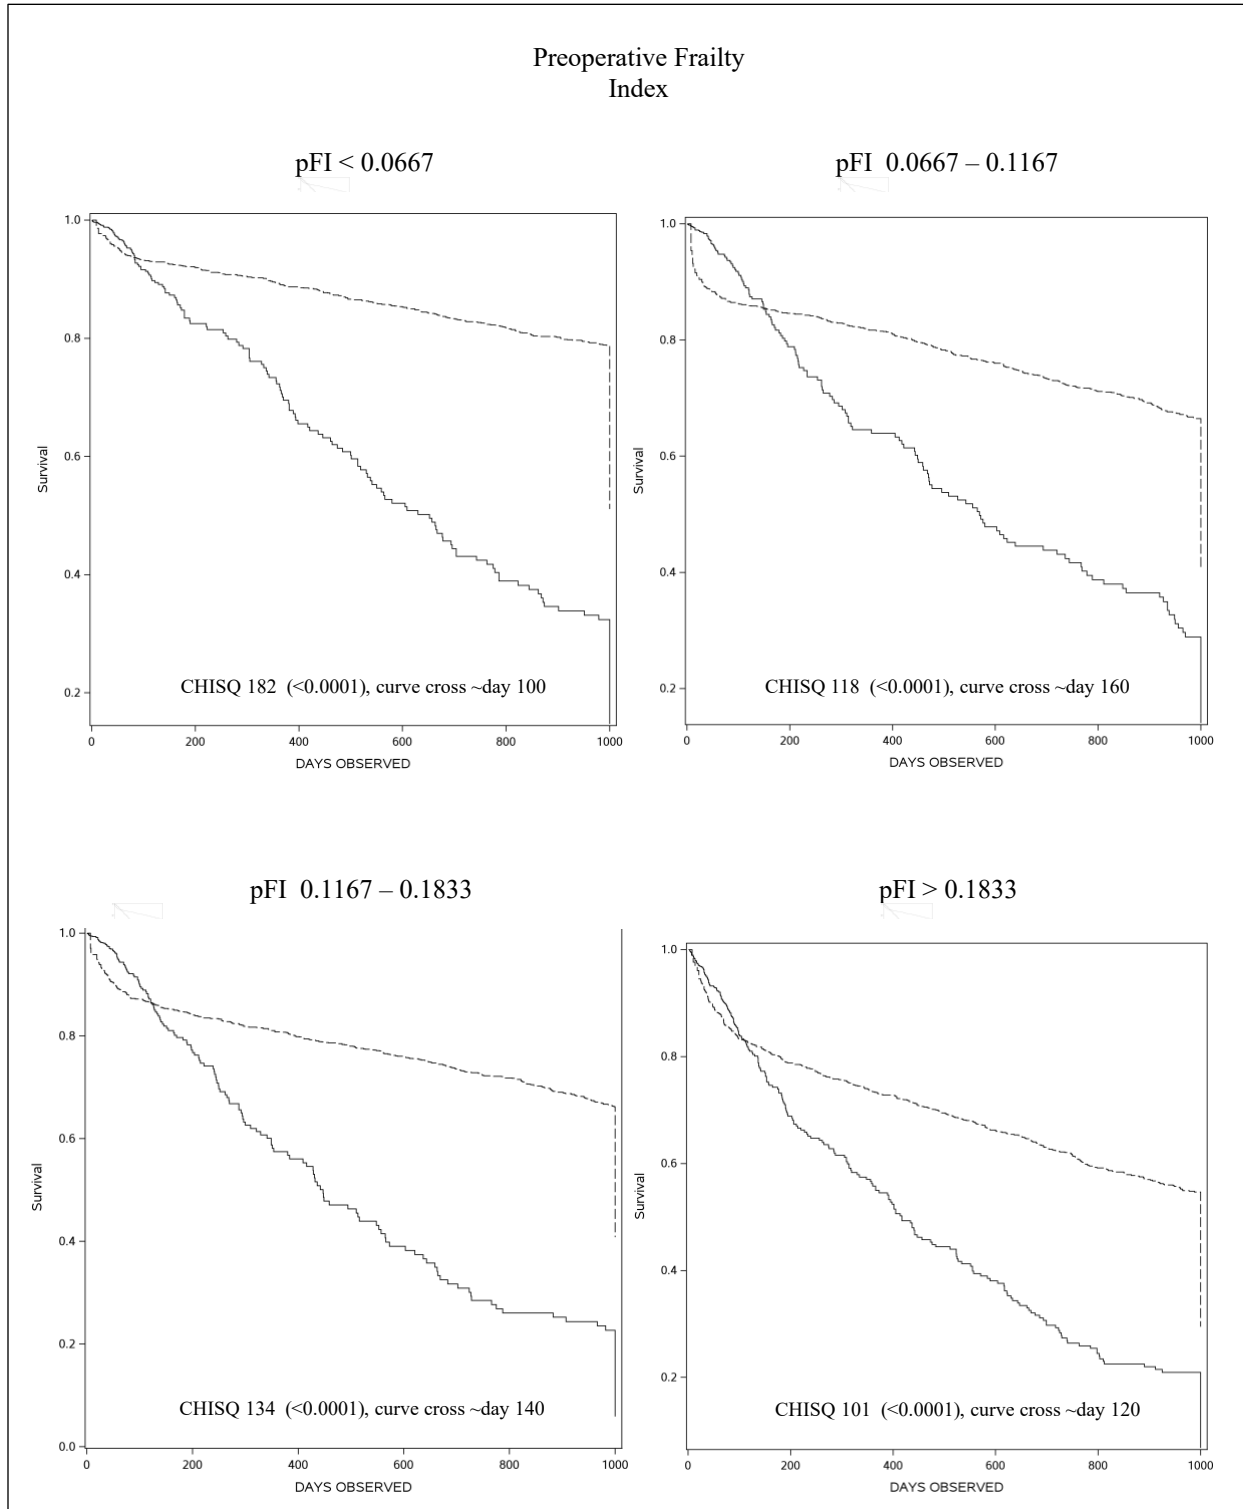 Preoperative Frailty
Index
pFI < 0.0667
1.0
0.8
0.6
0.4
0.2
Survival
CHISQ 182 (<0.0001), curve cross ~day 100
0 200 400 600 800 1000
DAYS OBSERVED
pFI 0.0667 – 0.1167
1.0
0.8
0.6
0.4
0.2
Survival
CHISQ 118 (<0.0001), curve cross ~day 160
0 200 400 600 800 1000
DAYS OBSERVED
pFI 0.1167 – 0.1833
1.0
0.8
0.6
0.4
0.2
0.0
Survival
CHISQ 134 (<0.0001), curve cross ~day 140
0 200 400 600 800 1000
DAYS OBSERVED
pFI > 0.1833
1.0
0.8
0.6
0.4
0.2
Survival
CHISQ 101 (<0.0001), curve cross ~day 120
0 200 400 600 800 1000
DAYS OBSERVED